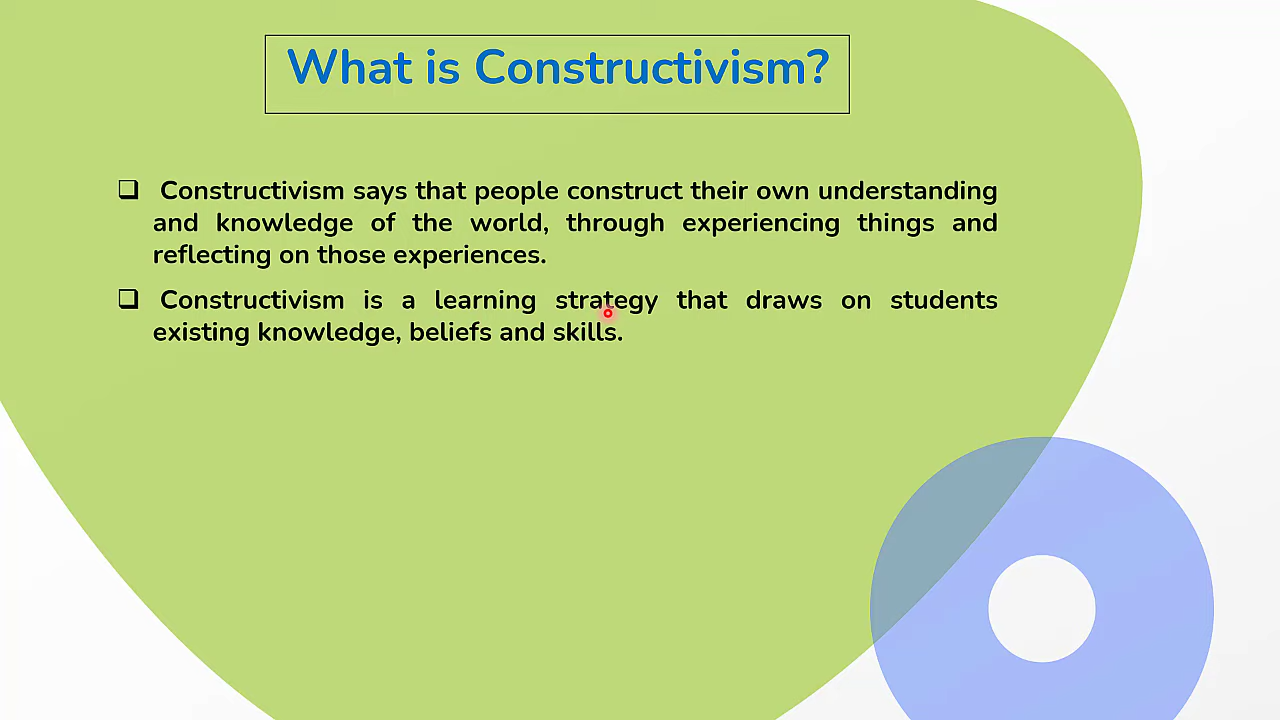 What is Constructivism?
❑ Constructivism says that people construct their own understanding
and knowledge of the world, through experiencing things and
reflecting on those experiences.
❑ Constructivism is a learning strategy that draws on students
existing knowledge, beliefs and skills.